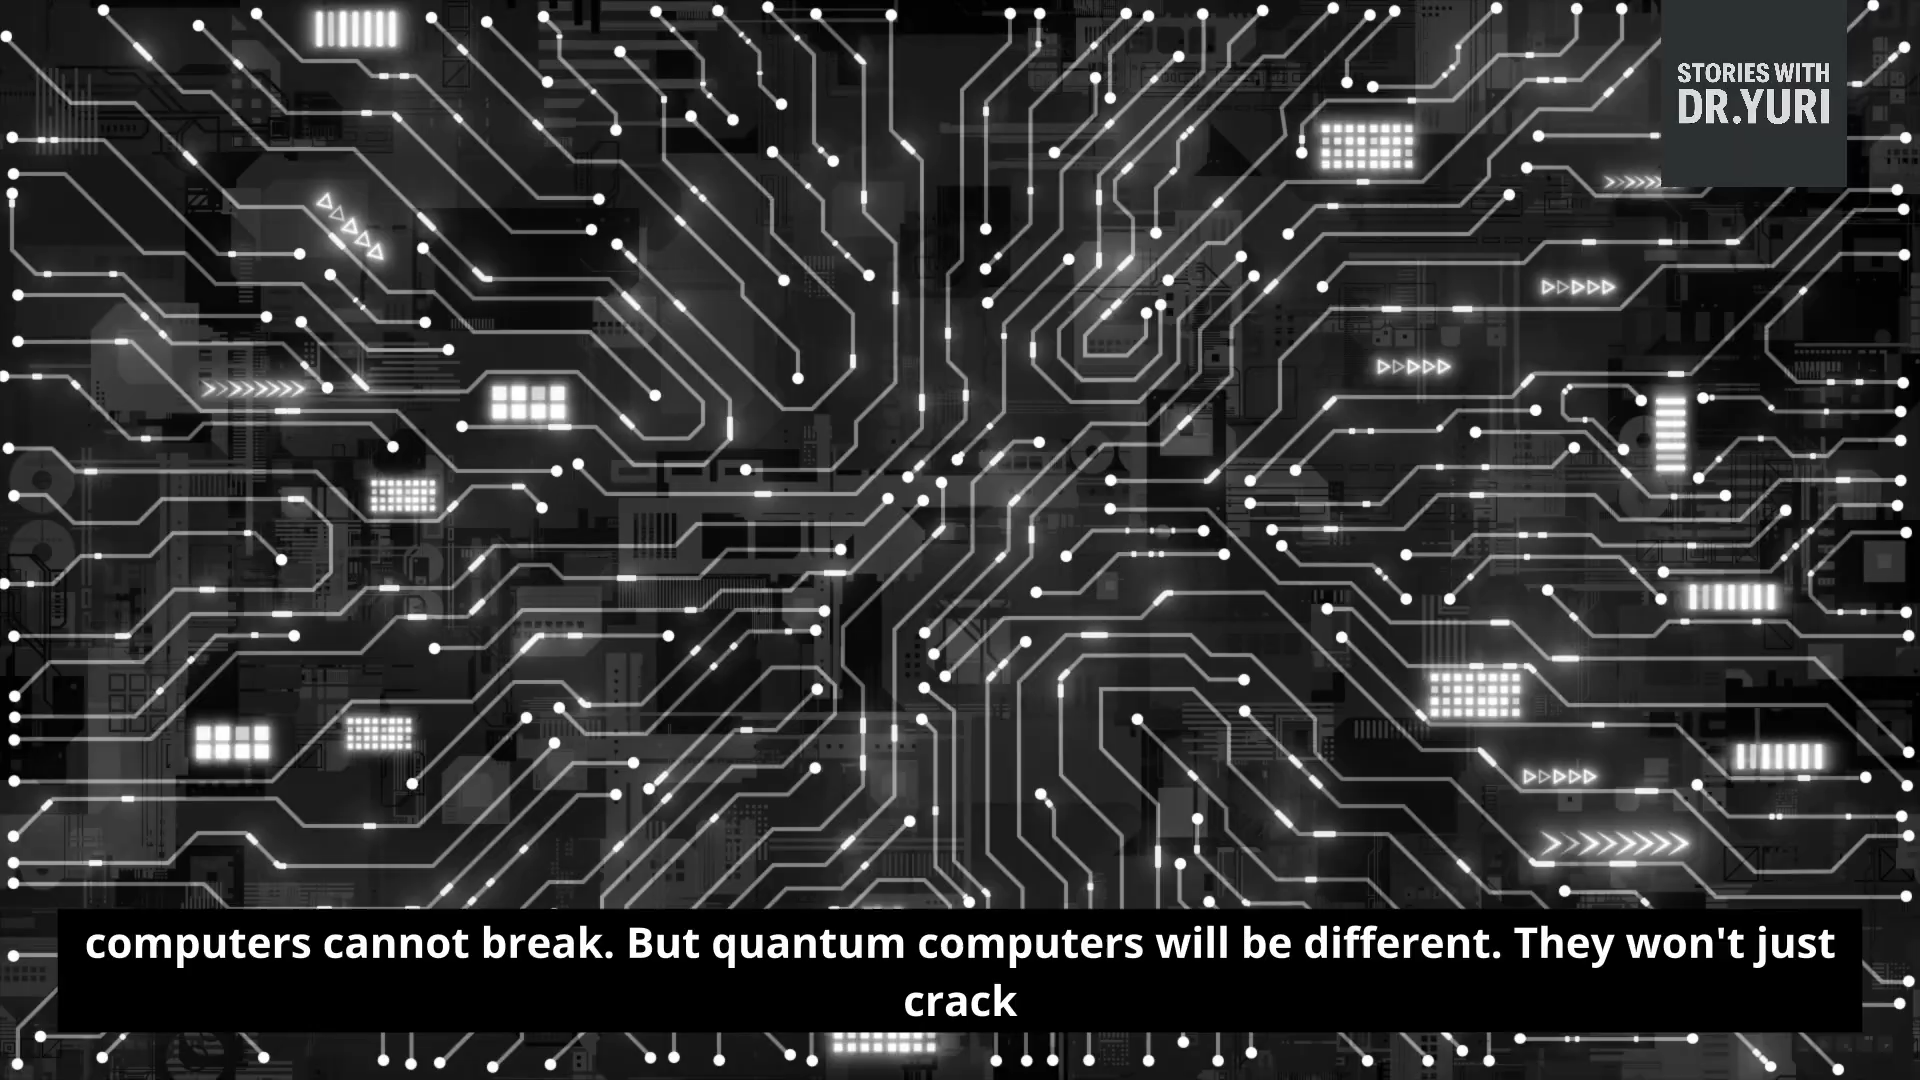 STORIES WITH
DR.YURI
computers cannot break. But quantum computers will be different. They won't just
crack